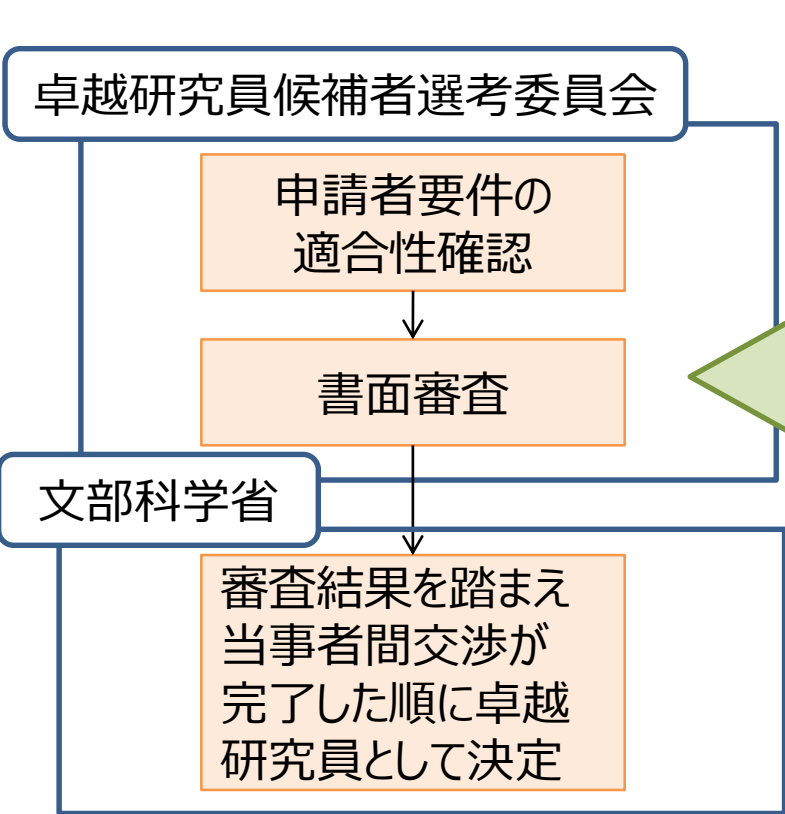 卓越研究員候補者選考委員会
申請者要件の
適合性確認
書面審査
文部科学省
審査結果を踏まえ
当事者間交渉が
完了した順に卓越
研究員として決定